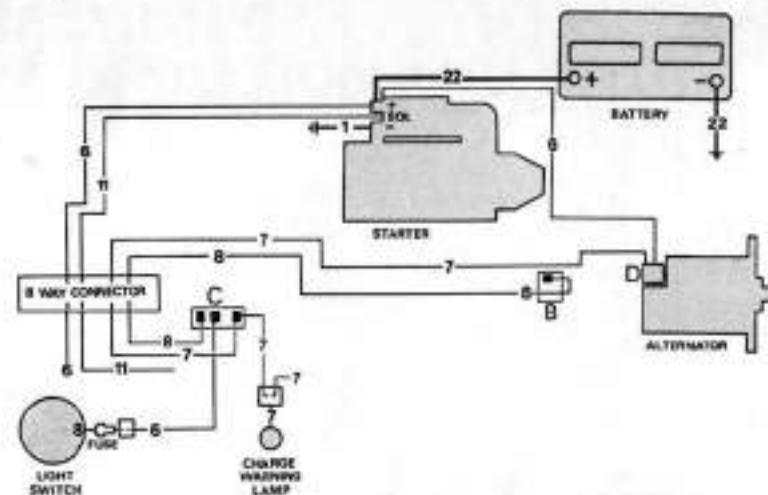 22
+
-
BATTERY
22
+
SOL
-
1
6
11
6
STARTER
7
8
7
8 WAY CONNECTOR
C
8
B
D
ALTERNATOR
8
7
7
6
11
7
7
8
FUSE
6
LIGHT
SWITCH
CHARGE
WARNING
LAMP